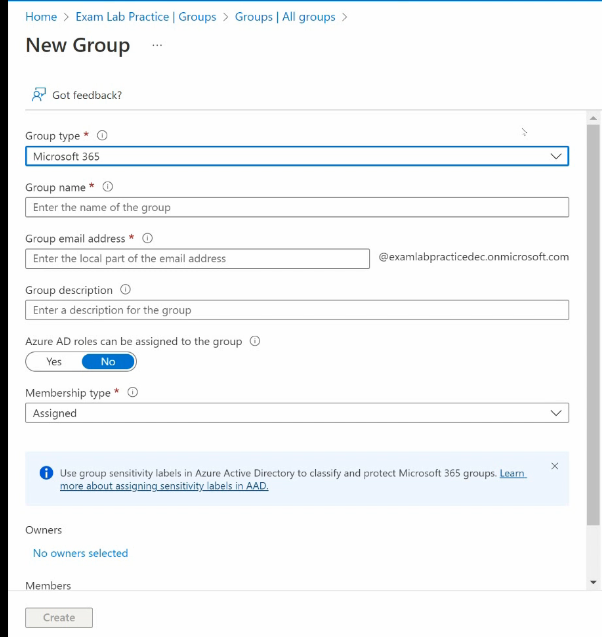 Home > Exam Lab Practice | Groups > Groups | All groups >
New Group ...
Got feedback?
Group type *
Microsoft 365
Group name *
Enter the name of the group
Group email address *
Enter the local part of the email address @examlabpracticedec.onmicrosoft.com
Group description
Enter a description for the group
Azure AD roles can be assigned to the group
Yes No
Membership type *
Assigned
Use group sensitivity labels in Azure Active Directory to classify and protect Microsoft 365 groups. Learn
more about assigning sensitivity labels in AAD.
Owners
No owners selected
Members
Create